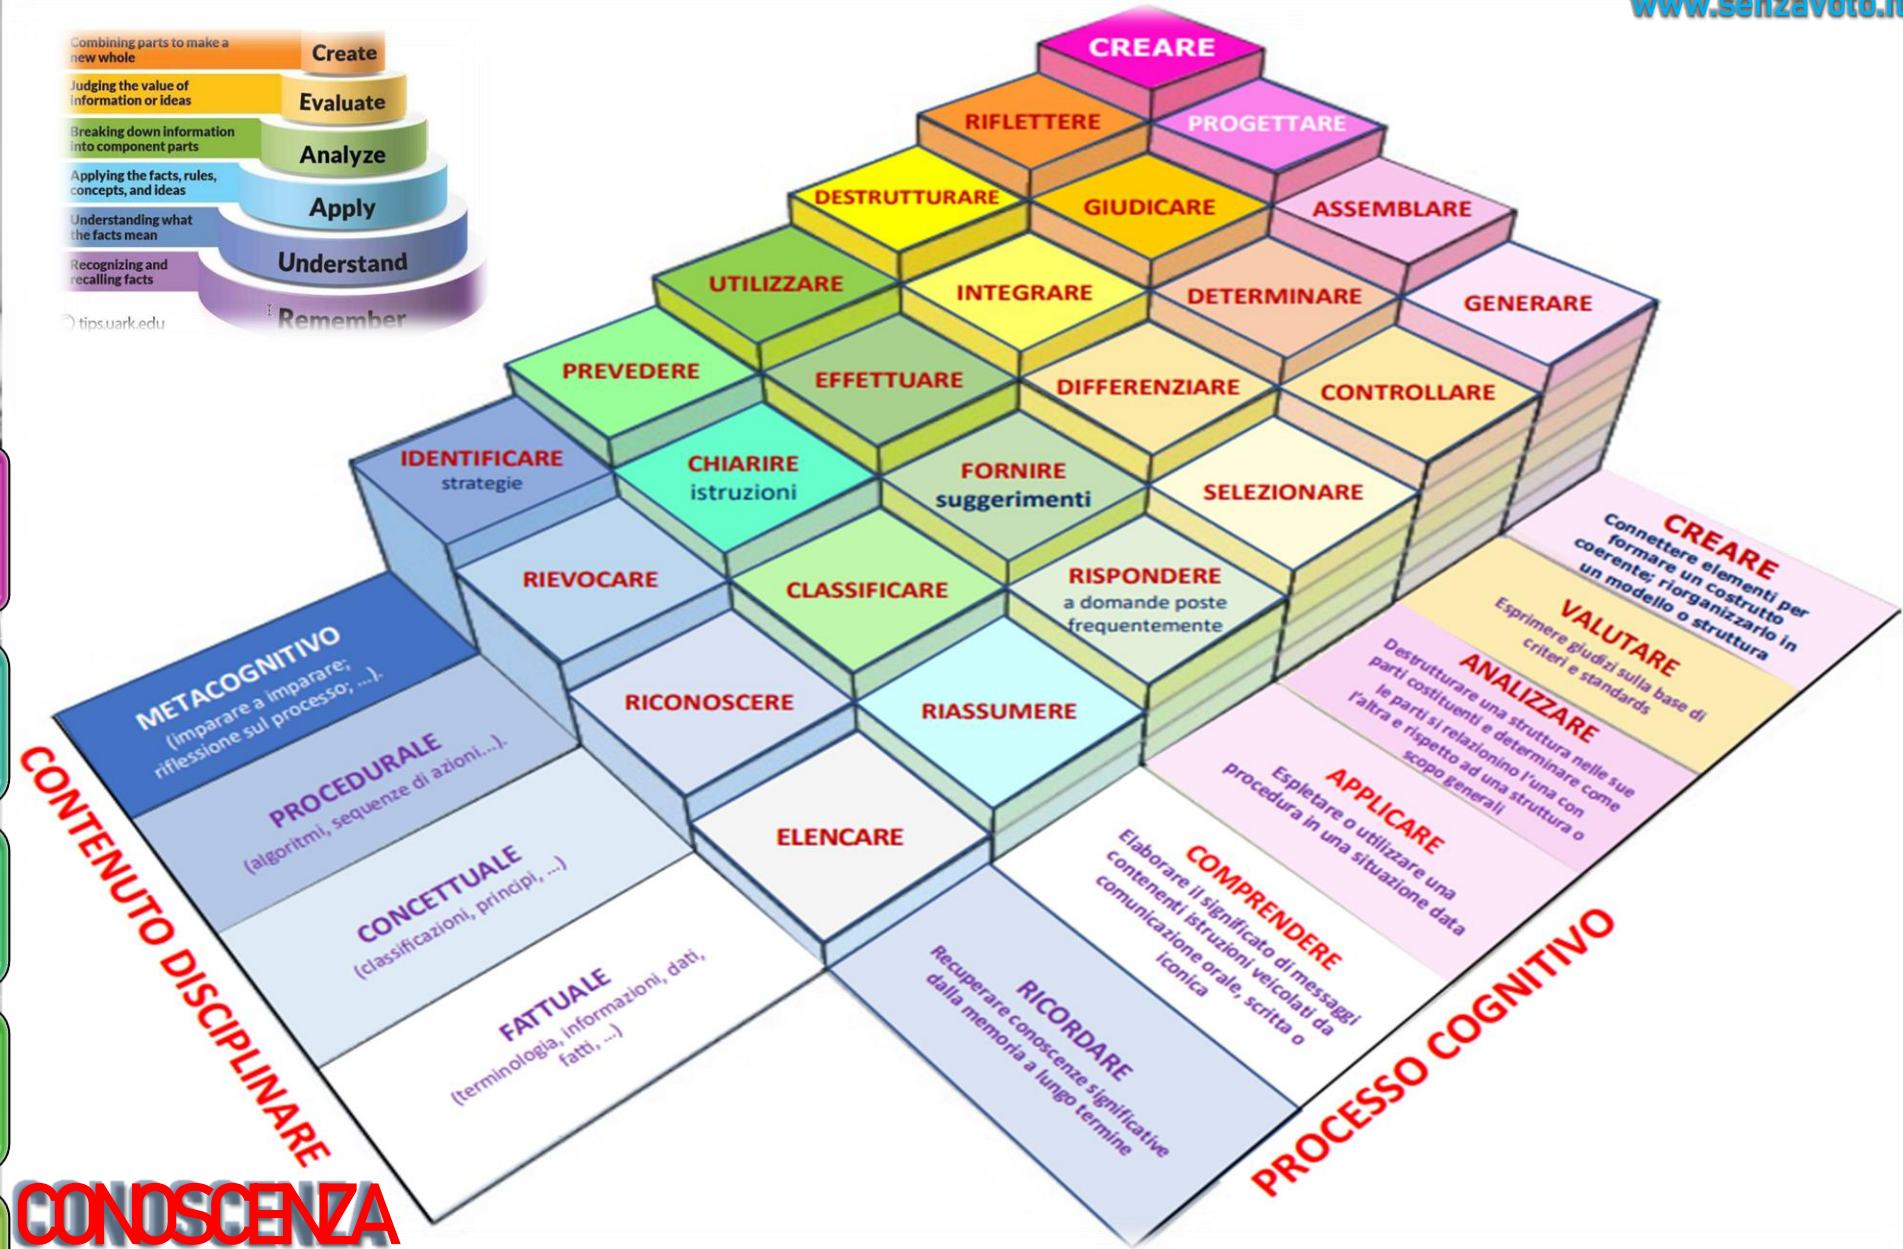 www.senzavoto.it
Combining parts to make a
new whole
Create
Judging the value of
information or ideas
Evaluate
Breaking down information
into component parts
Analyze
Applying the facts, rules,
concepts, and ideas
Apply
Understanding what
the facts mean
Understand
Recognizing and
recalling facts
Remember
tips.uark.edu
CREARE
RIFLETTERE
PROGETTARE
DESTRUTTURARE
GIUDICARE
ASSEMBLARE
UTILIZZARE
INTEGRARE
DETERMINARE
GENERARE
PREVEDERE
EFFETTUARE
DIFFERENZIARE
CONTROLLARE
IDENTIFICARE
strategie
CHIARIRE
istruzioni
FORNIRE
suggerimenti
SELEZIONARE
RIEVOCARE
CLASSIFICARE
RISPONDERE
a domande poste
frequentemente
RICONOSCERE
RIASSUMERE
ELENCARE
METACOGNITIVO
(imparare a imparare;
riflessione sul processo; ...).
PROCEDURALE
(algoritmi, sequenze di azioni...).
CONCETTUALE
(classificazioni, principi, ...)
FATTUALE
(terminologia, informazioni, dati,
fatti, ...)
CONTENUTO DISCIPLINARE
CREARE
Connettere elementi per
formare un costrutto
coerente; riorganizzarlo in
un modello o struttura
VALUTARE
Esprimere giudizi sulla base di
criteri e standards
ANALIZZARE
Destrutturare una struttura nelle sue
parti costituenti e determinare come
le parti si relazionino l'una con
l'altra e rispetto ad una struttura o
scopo generali
APPLICARE
Espletare o utilizzare una
procedura in una situazione data
COMPRENDERE
Elaborare il significato di messaggi
contenenti istruzioni veicolati da
comunicazione orale, scritta o
iconica
RICORDARE
Recuperare conoscenze significative
dalla memoria a lungo termine
PROCESSO COGNITIVO
CONOSCENZA